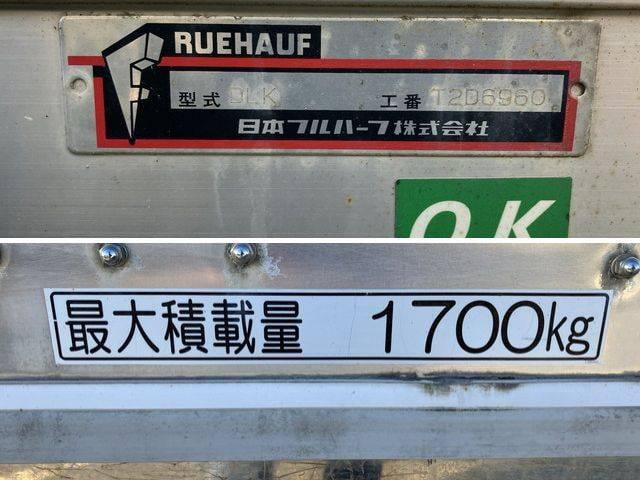 RUEHAUF
型式 DLK 工番 T2D6960
日本フルハーフ株式会社
OK
最大積載量 1700kg